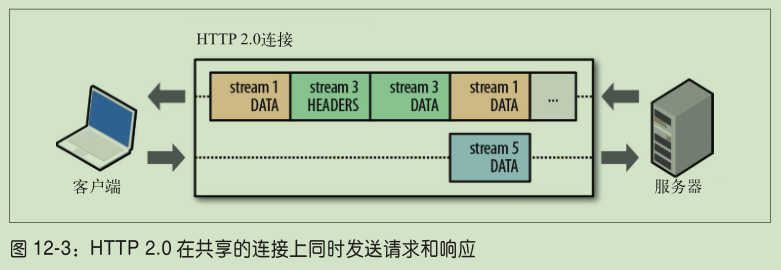 HTTP 2.0连接
stream 1
DATA
stream 3
HEADERS
stream 3
DATA
stream 1
DATA
...
stream 5
DATA
客户端
服务器
图 12-3：HTTP 2.0 在共享的连接上同时发送请求和响应